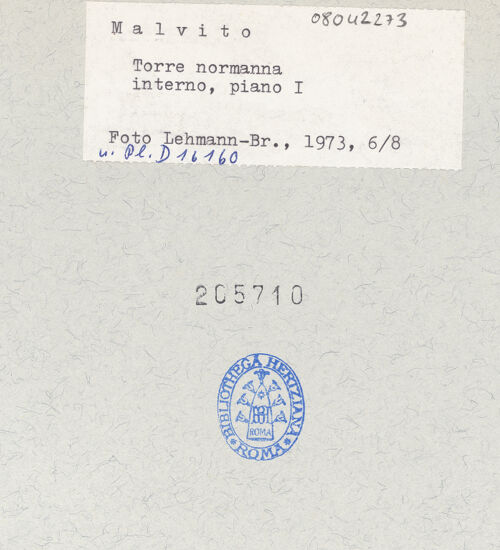 Malvito
08042273
Torre normanna
interno, piano I
Foto Lehmann-Br., 1973, 6/8
u. Pl. D 16160
205710
BIBLIOTHECA HERTZIANA
BH
ROMA
* ROMA *